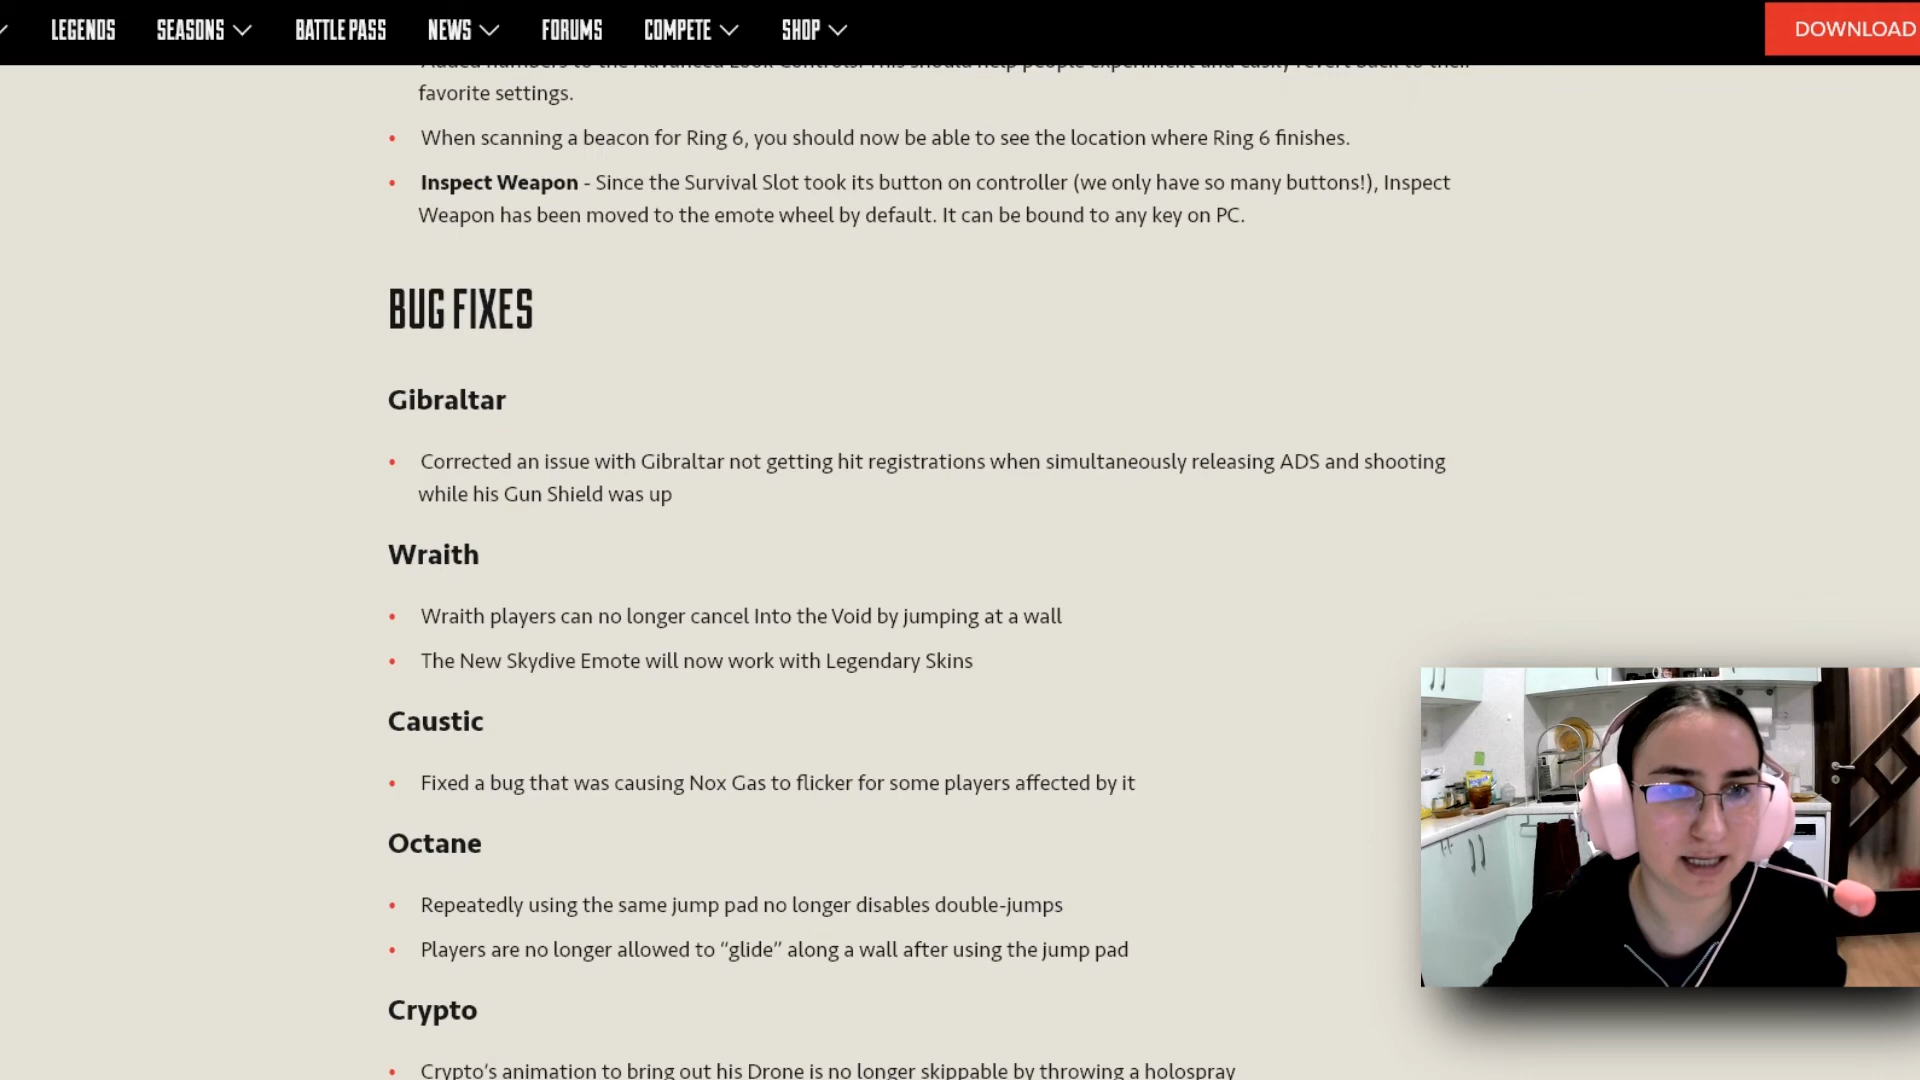 LEGENDS SEASONS BATTLE PASS NEWS FORUMS COMPETE SHOP DOWNLOAD
Added numbers to the Advanced Look Controls. This should help people experiment and easily revert back to their
favorite settings.
• When scanning a beacon for Ring 6, you should now be able to see the location where Ring 6 finishes.
• Inspect Weapon - Since the Survival Slot took its button on controller (we only have so many buttons!), Inspect
Weapon has been moved to the emote wheel by default. It can be bound to any key on PC.
BUG FIXES
Gibraltar
• Corrected an issue with Gibraltar not getting hit registrations when simultaneously releasing ADS and shooting
while his Gun Shield was up
Wraith
• Wraith players can no longer cancel Into the Void by jumping at a wall
• The New Skydive Emote will now work with Legendary Skins
Caustic
• Fixed a bug that was causing Nox Gas to flicker for some players affected by it
Octane
• Repeatedly using the same jump pad no longer disables double-jumps
• Players are no longer allowed to “glide” along a wall after using the jump pad
Crypto
• Crypto’s animation to bring out his Drone is no longer skippable by throwing a holospray